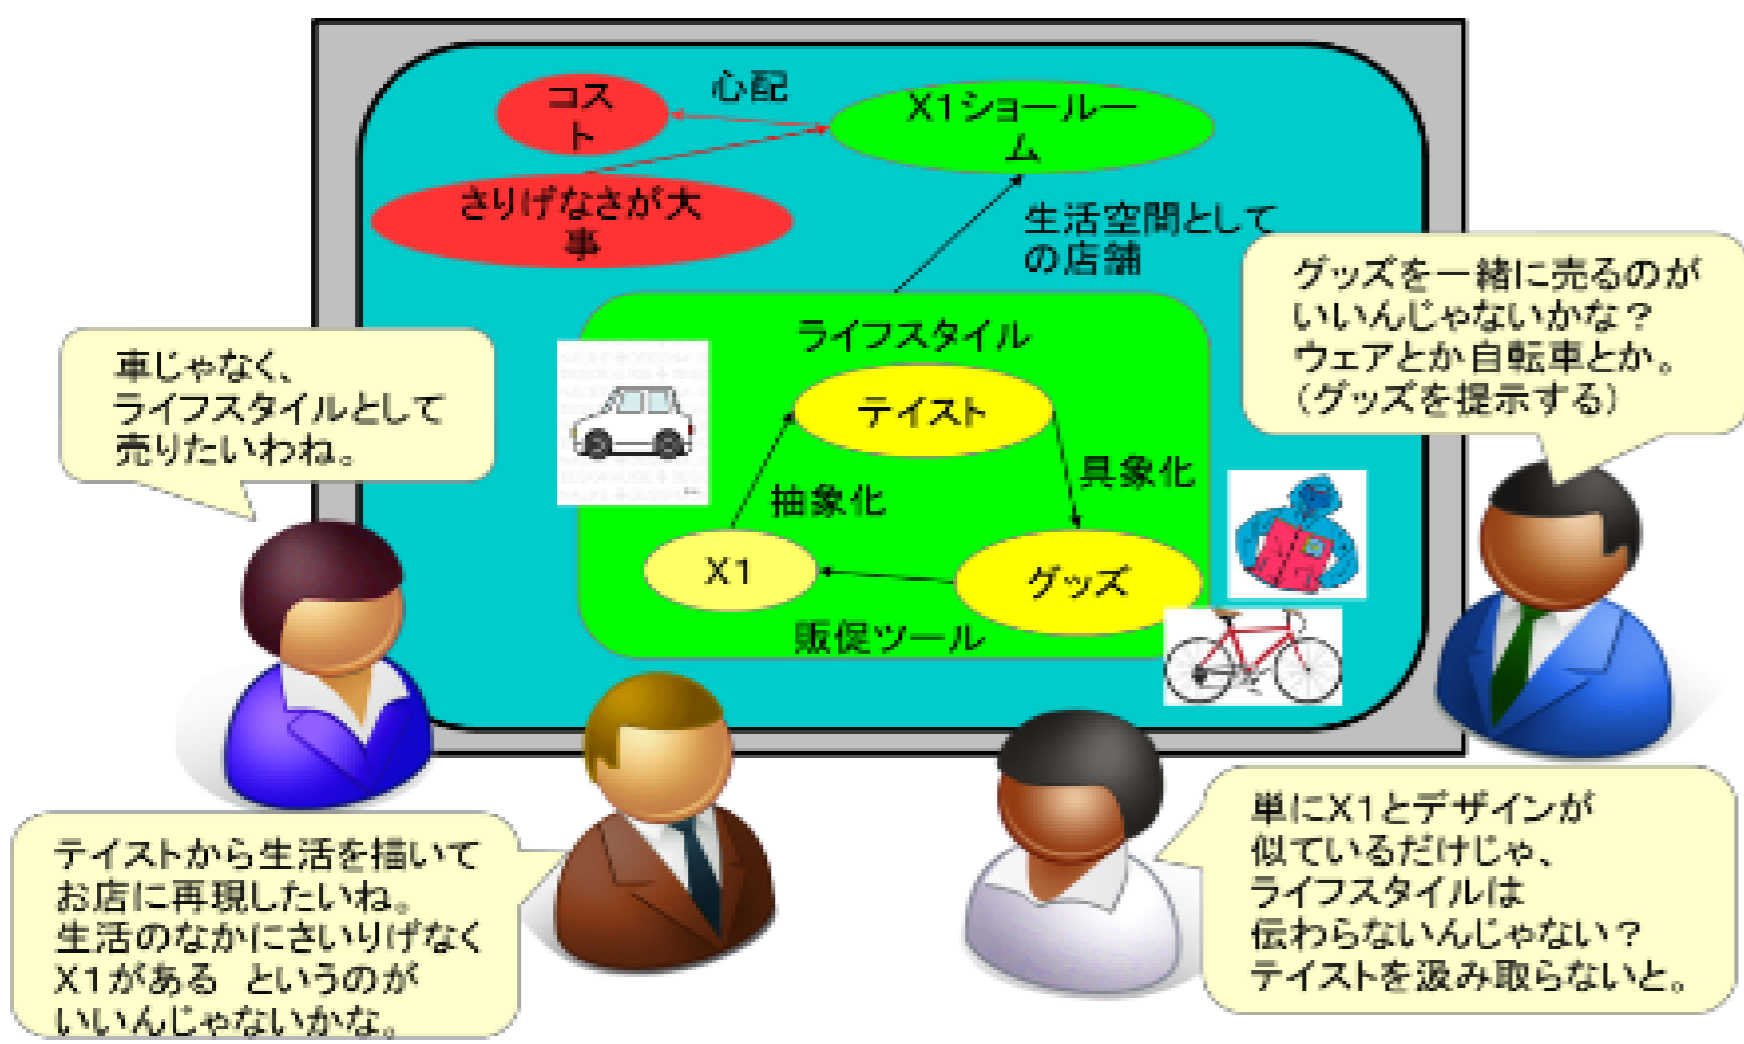 コス
ト
心配
X1ショールー
ム
さりげなさが大
事
生活空間として
の店舗
グッズを一緒に売るのが
いいんじゃないかな？
ウェアとか自転車とか。
（グッズを提示する）
車じゃなく、
ライフスタイルとして
売りたいわね。
ライフスタイル
テイスト
抽象化
具象化
X1
グッズ
販促ツール
テイストから生活を描いて
お店に再現したいね。
生活のなかにさいりげなく
X1がある　というのが
いいんじゃないかな。
単にX1とデザインが
似ているだけじゃ、
ライフスタイルは
伝わらないんじゃない？
テイストを汲み取らないと。